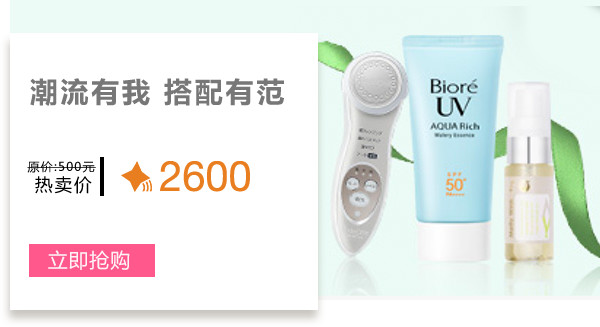 潮流有我 搭配有范
原价:500元
热卖价
2600
立即抢购
Bioré
UV
AQUA Rich
Watery Essence
SPF
50+